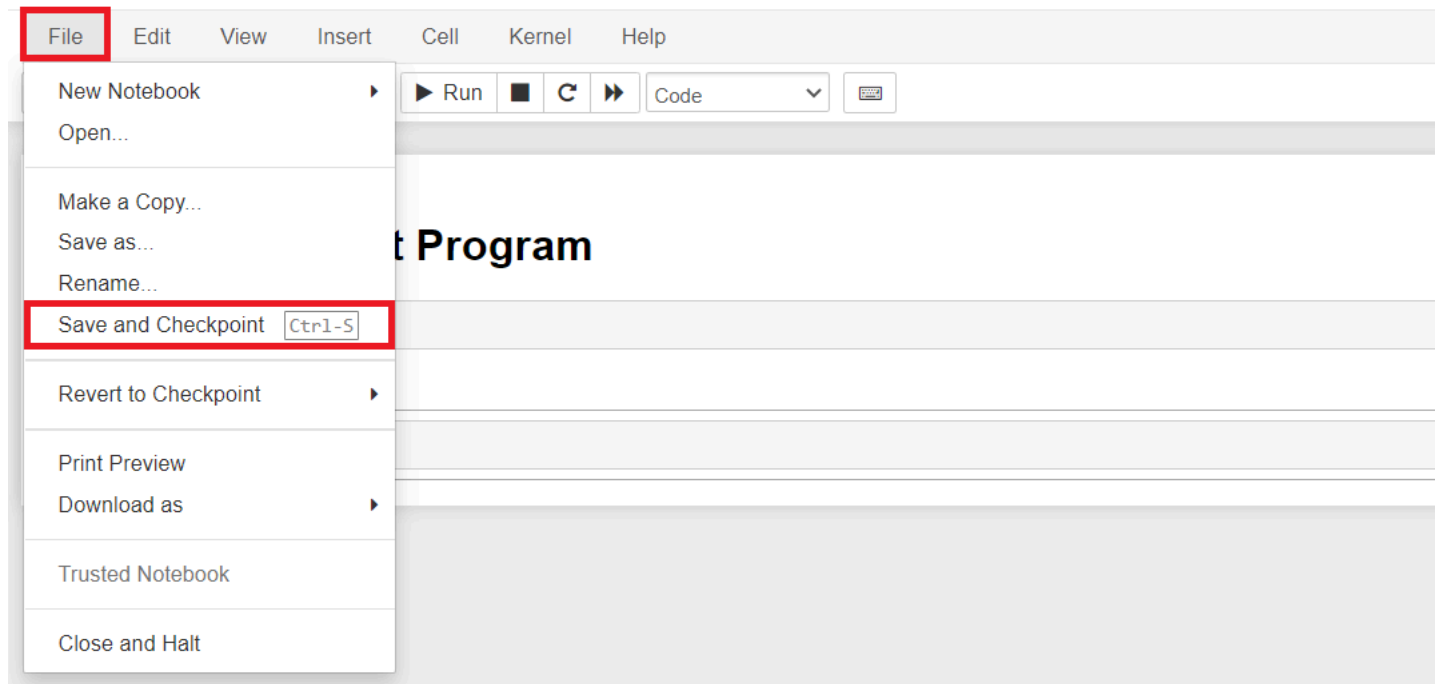 File Edit View Insert Cell Kernel Help
Run Code
New Notebook
Open...
Make a Copy...
Save as...
t Program
Rename...
Save and Checkpoint Ctrl-S
Revert to Checkpoint
Print Preview
Download as
Trusted Notebook
Close and Halt